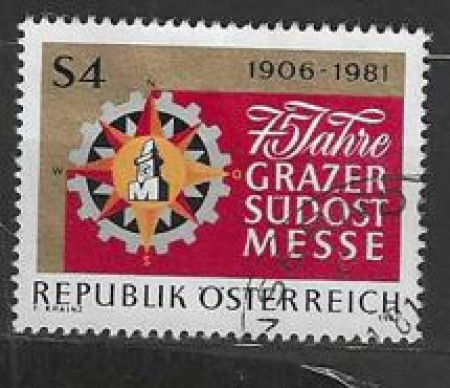 S4
1906-1981
N
75 Jahre
GRAZER
W
O
SÜDOST
M
MESSE
S
REPUBLIK ÖSTERREICH